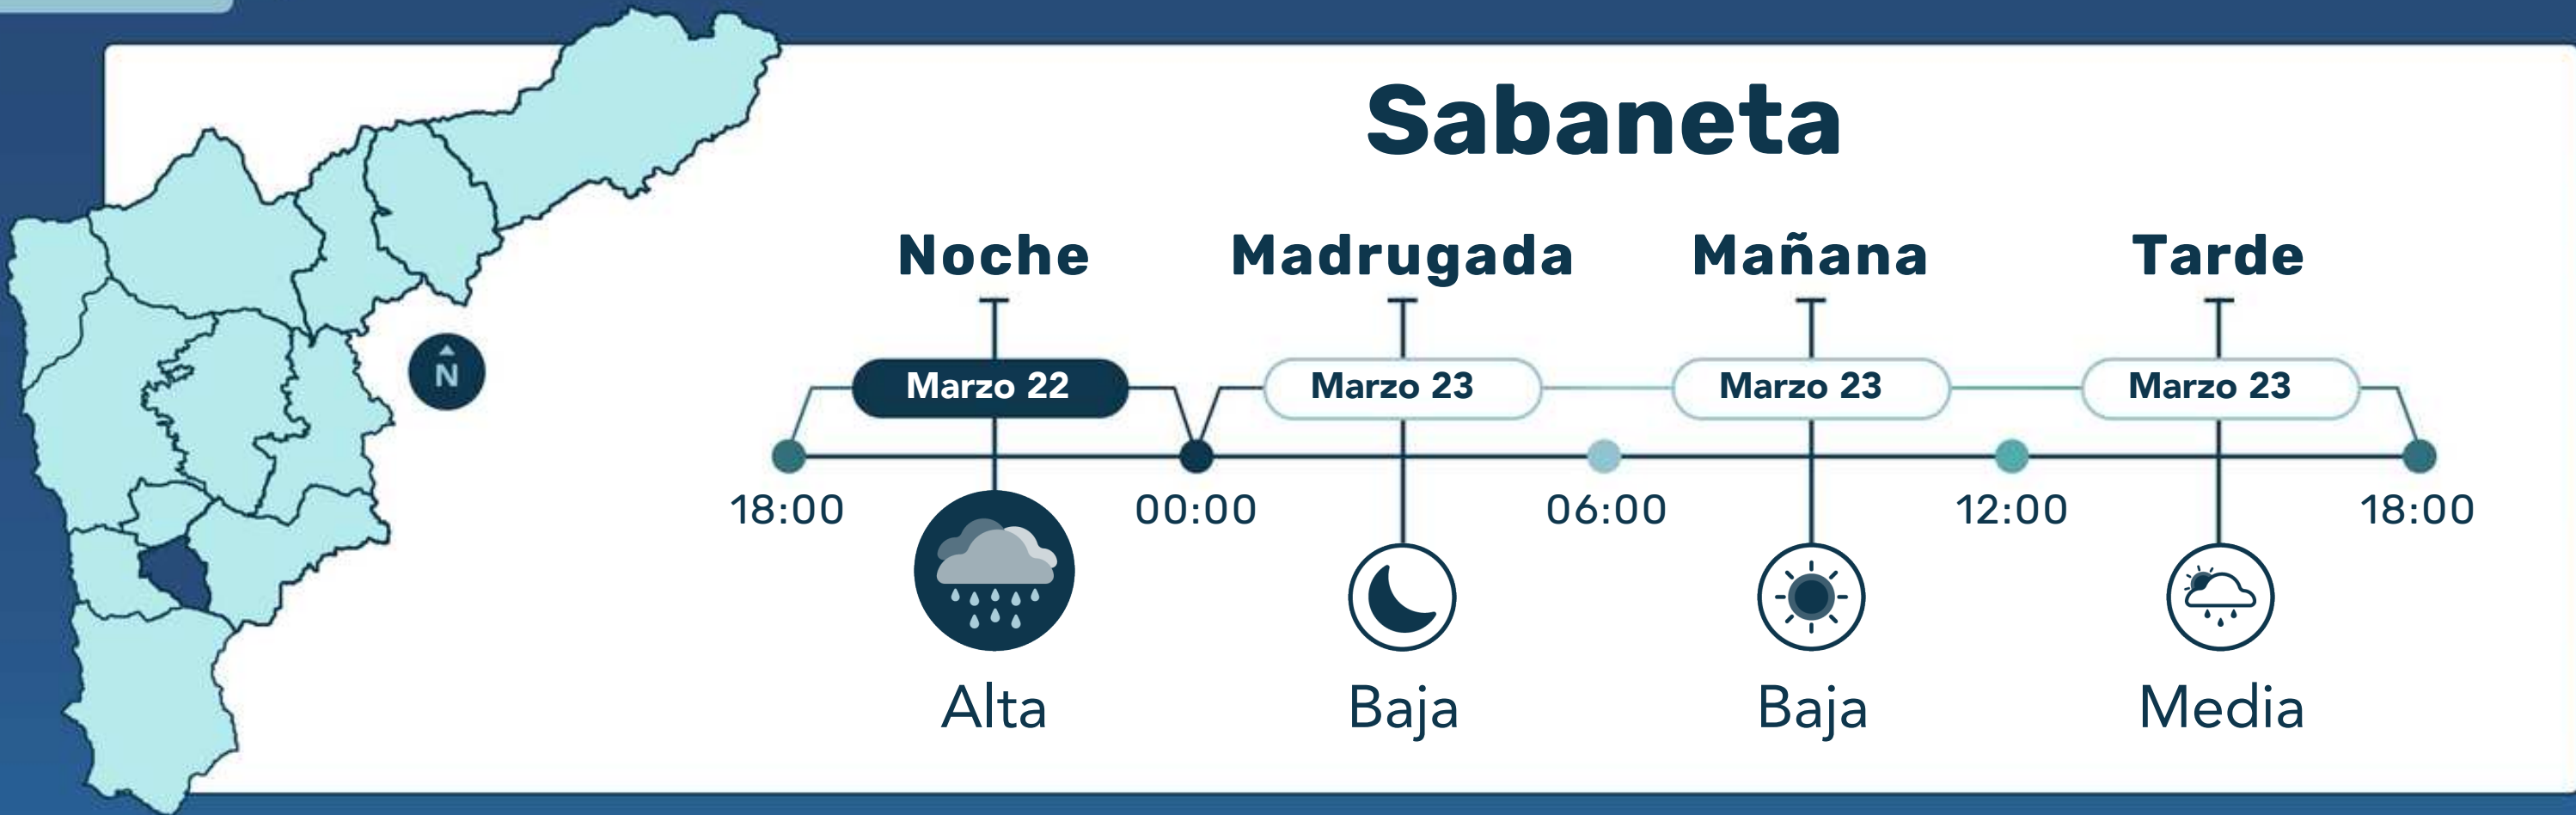 Sabaneta
Noche
Madrugada
Mañana
Tarde
Marzo 22
Marzo 23
Marzo 23
Marzo 23
N
18:00
00:00
06:00
12:00
18:00
Alta
Baja
Baja
Media